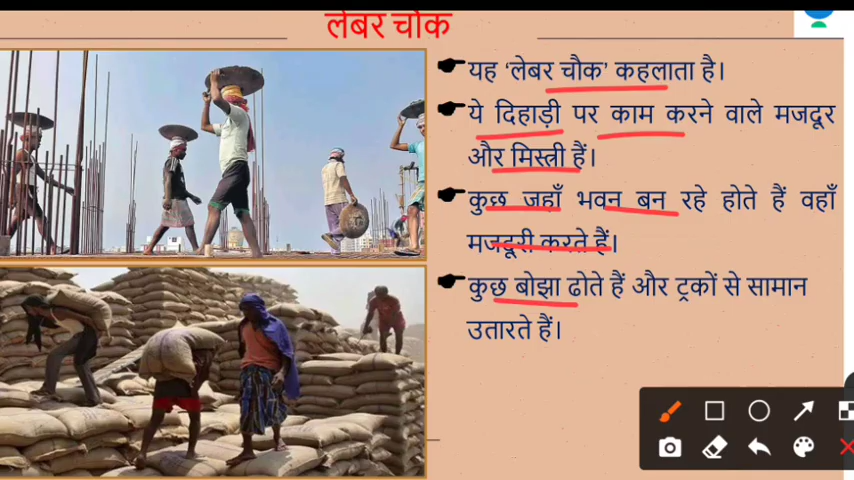 लेबर चोक
यह ‘लेबर चौक’ कहलाता है।
ये दिहाड़ी पर काम करने वाले मजदूर
और मिस्त्री हैं।
कुछ जहाँ भवन बन रहे होते हैं वहाँ
मजदूरी करते हैं।
कुछ बोझा ढोते हैं और ट्रकों से सामान
उतारते हैं।